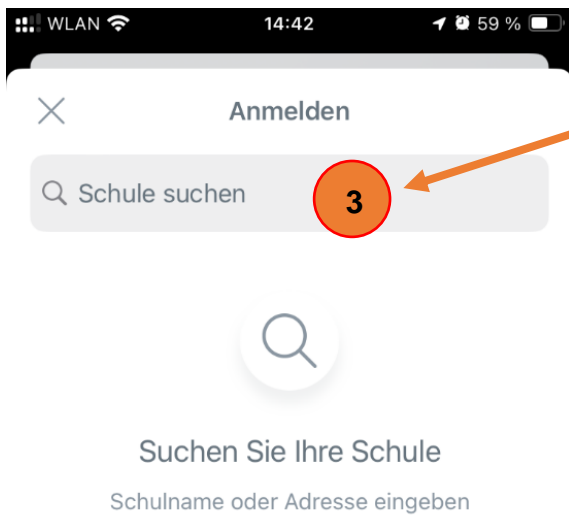 WLAN 14:42 59 %
Anmelden
Schule suchen 3
Suchen Sie Ihre Schule
Schulname oder Adresse eingeben